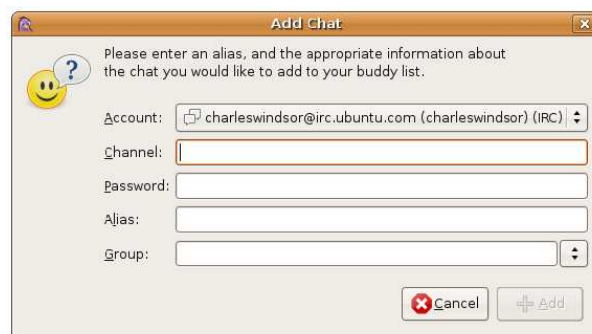 Add Chat
Please enter an alias, and the appropriate information about
the chat you would like to add to your buddy list.
Account: charleswindsor@irc.ubuntu.com (charleswindsor) (IRC)
Channel:
Password:
Alias:
Group:
Cancel Add